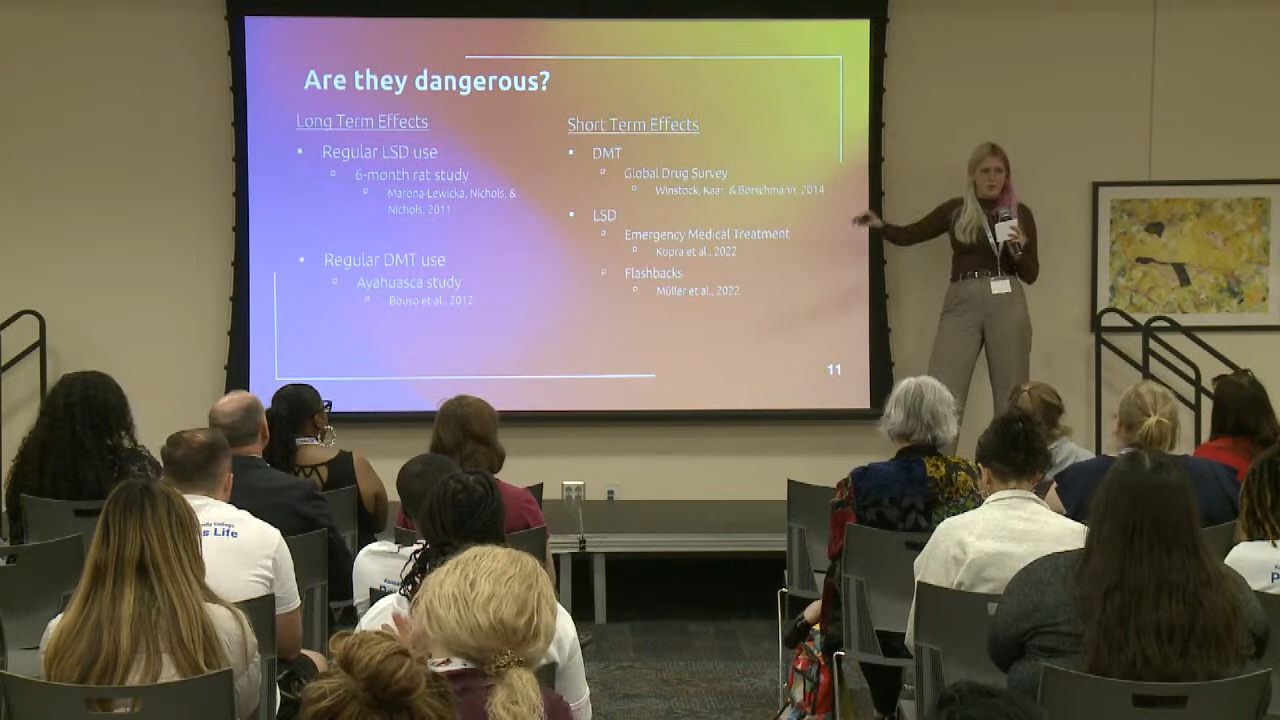 Are they dangerous?
Long Term Effects
Regular LSD use
6-month rat study
Marona-Lewicka, Nichols, &
Nichols, 2011
Regular DMT use
Ayahuasca study
Bouso et al., 2012
Short Term Effects
DMT
Global Drug Survey
Winstock, Kaar, & Borschmann, 2014
LSD
Emergency Medical Treatment
Kopra et al., 2022
Flashbacks
Müller et al., 2022
11
s Life